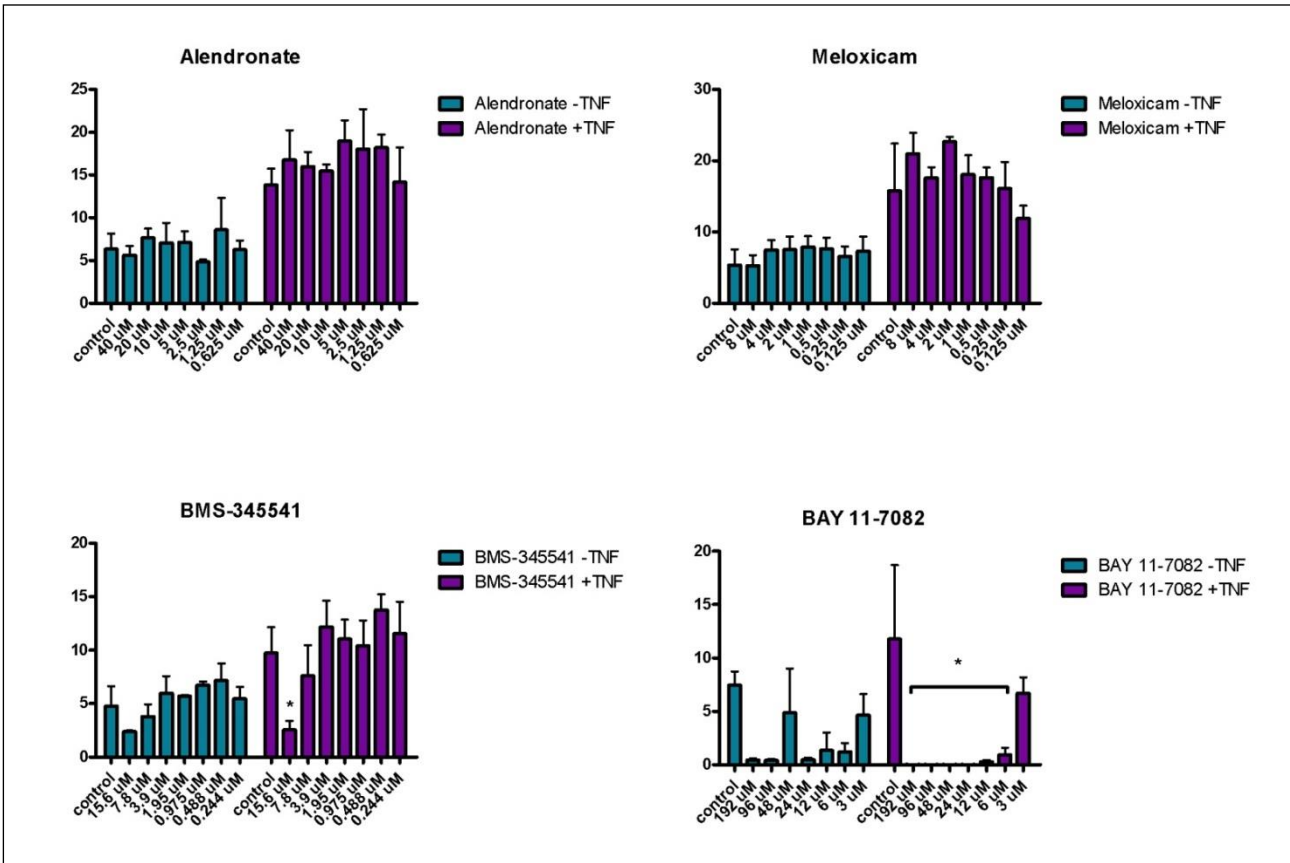 Alendronate
25
20
15
10
5
0
control
40 uM
20 uM
10 uM
5 uM
2,5 uM
1.25 uM
0.625 uM
control
40 uM
20 uM
10 uM
5 uM
2,5 uM
1.25 uM
0.625 uM
Alendronate -TNF
Alendronate +TNF
Meloxicam
30
20
10
0
control
8 uM
4 uM
2 uM
1 uM
0,5 uM
0,25 uM
0.125 uM
control
8 uM
4 uM
2 uM
1 uM
0,5 uM
0,25 uM
0.125 uM
Meloxicam -TNF
Meloxicam +TNF
BMS-345541
20
15
10
5
0
*
control
15.6 uM
7.8 uM
3.9 uM
1.95 uM
0.975 uM
0.488 uM
0.244 uM
control
15.6 uM
7.8 uM
3.9 uM
1.95 uM
0.975 uM
0.488 uM
0.244 uM
BMS-345541 -TNF
BMS-345541 +TNF
BAY 11-7082
20
15
10
5
0
*
control
192 uM
96 uM
48 uM
24 uM
12 uM
6 uM
3 uM
control
192 uM
96 uM
48 uM
24 uM
12 uM
6 uM
3 uM
BAY 11-7082 -TNF
BAY 11-7082 +TNF